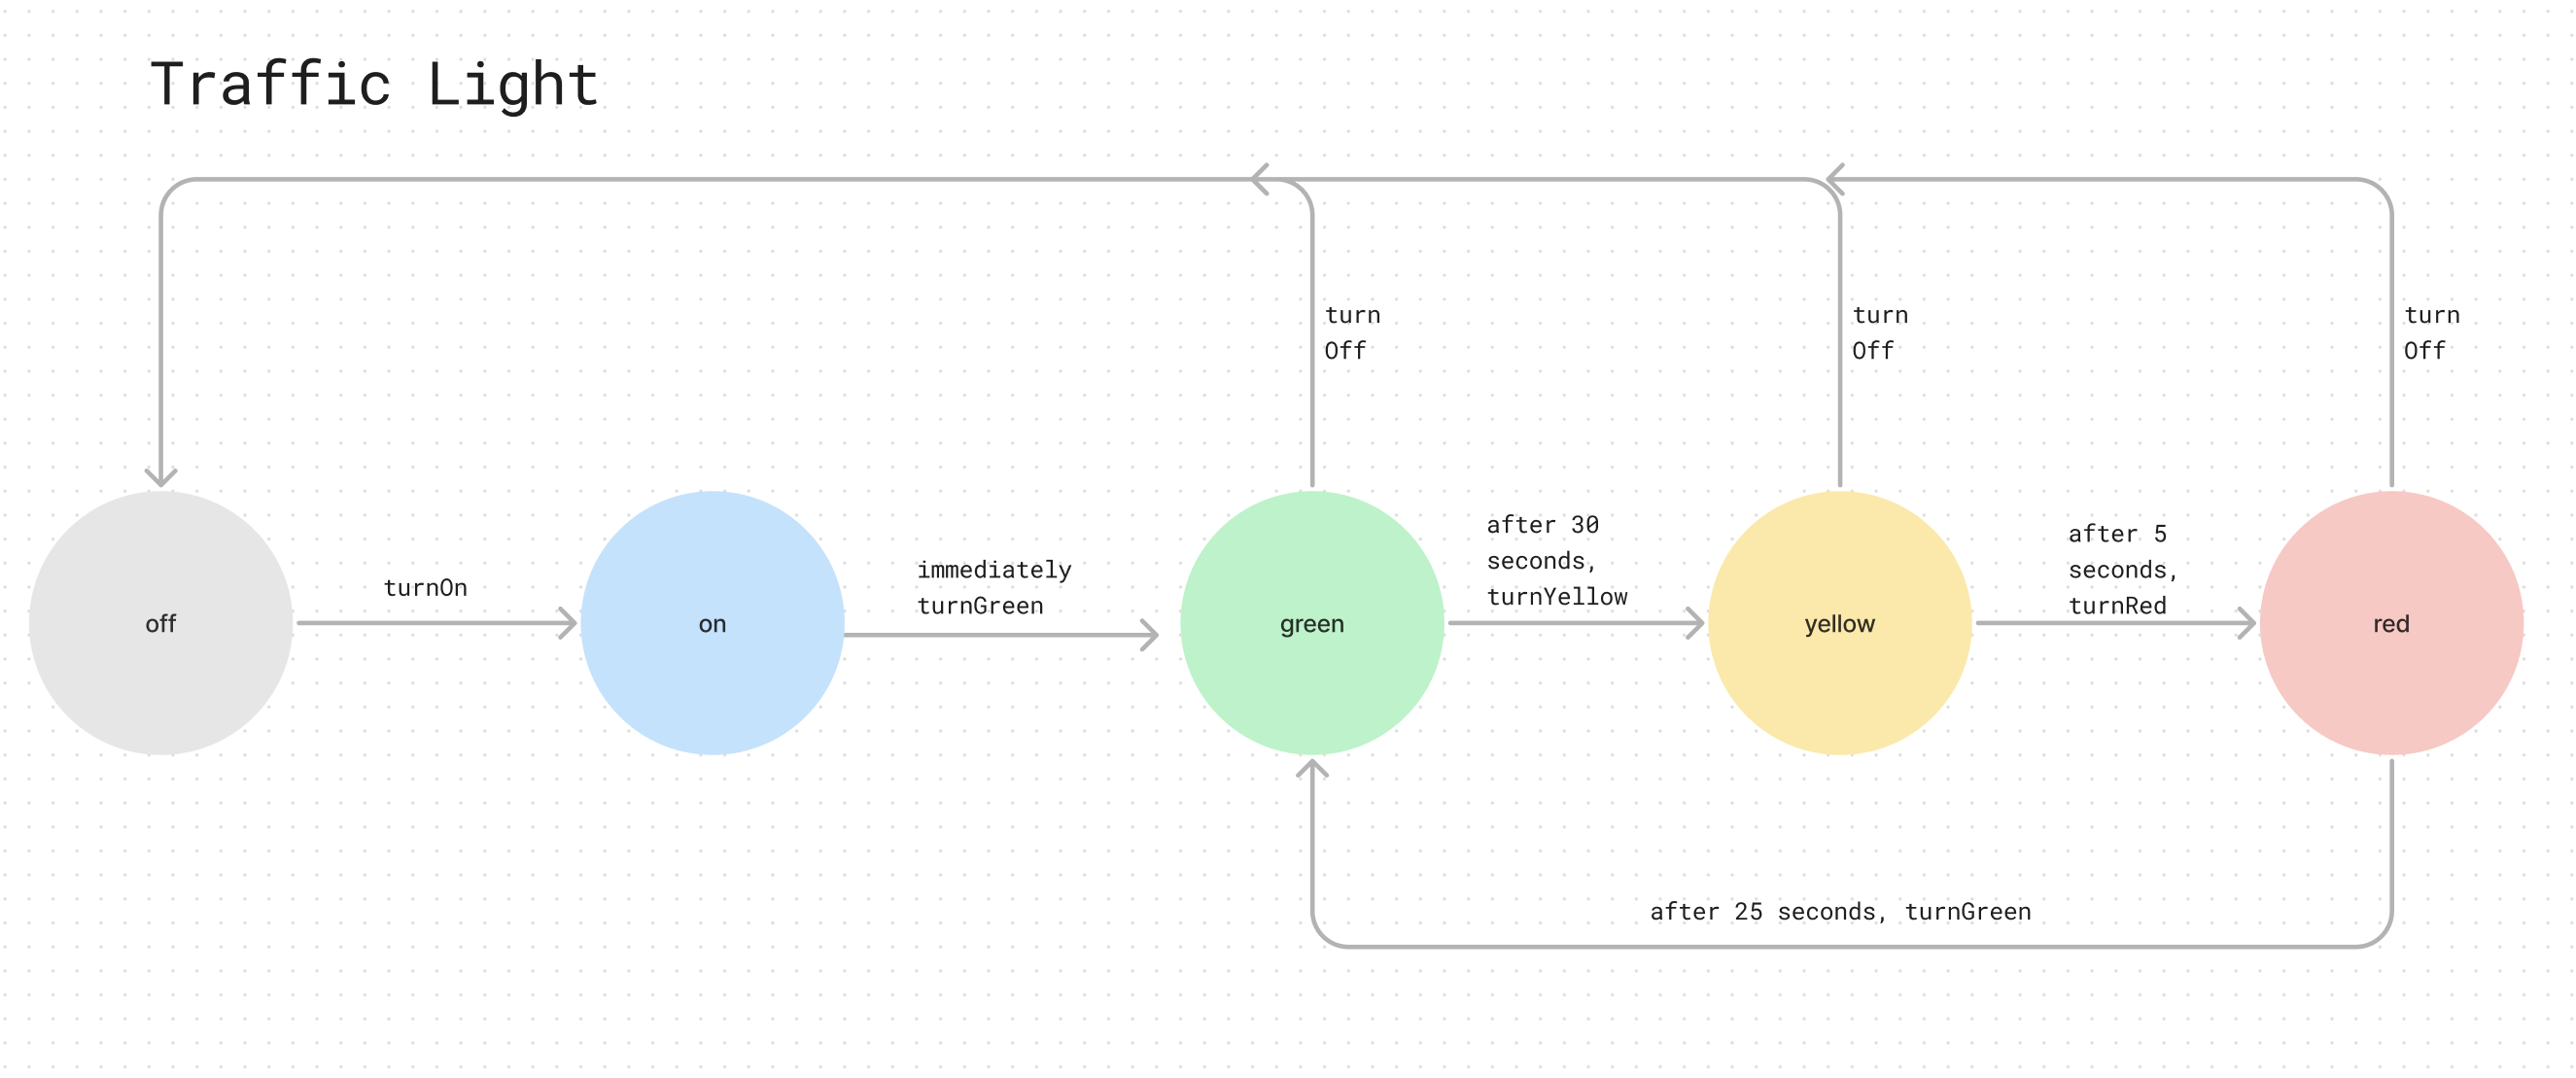 Traffic Light
turn
Off
turn
Off
turn
Off
off
turnOn
on
immediately
turnGreen
green
after 30
seconds,
turnYellow
yellow
after 5
seconds,
turnRed
red
after 25 seconds, turnGreen